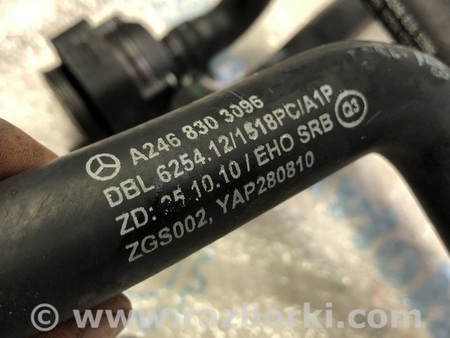 A246 830 3096
DBL 6254.12/1518PC/A1P
ZD: 25.10.10 / EHO SRB Q3
ZGS002, YAP280810
© www.razborki.com